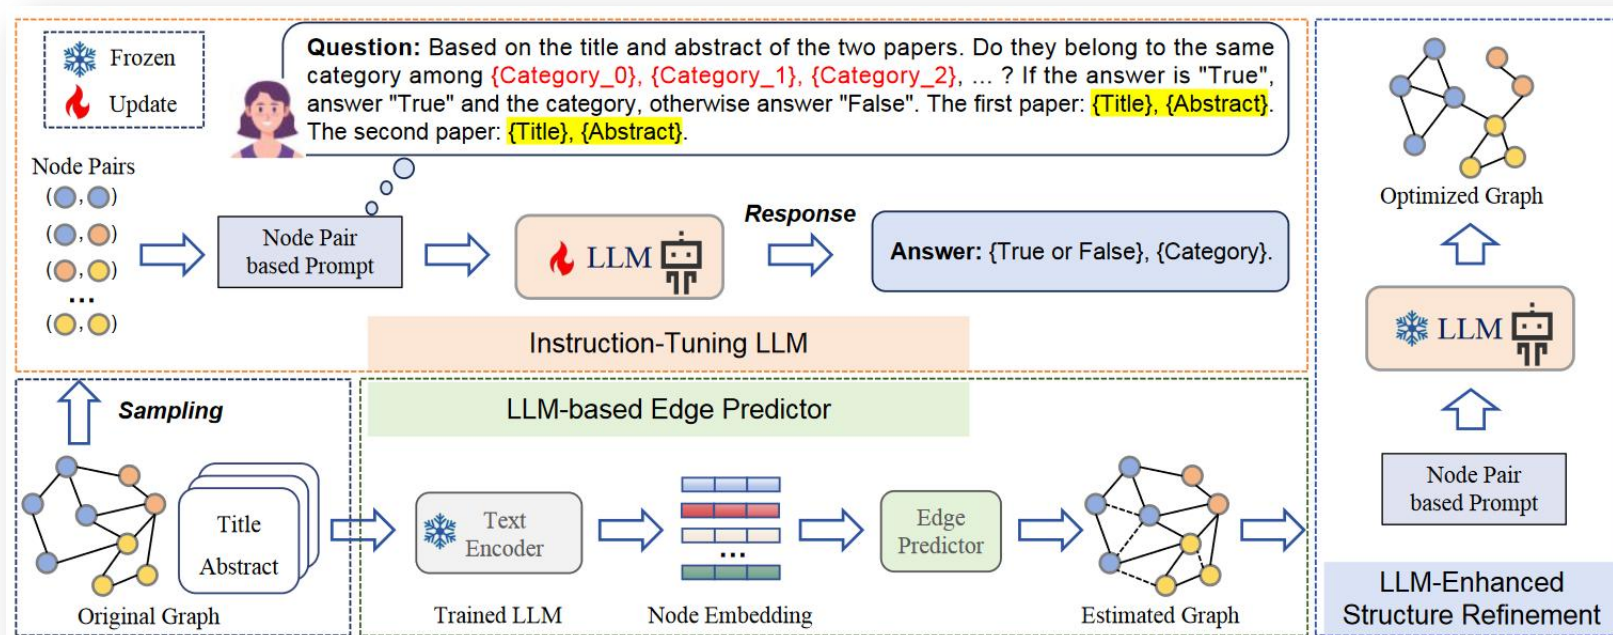 Frozen
Update
Question: Based on the title and abstract of the two papers. Do they belong to the same
category among {Category_0}, {Category_1}, {Category_2}, ... ? If the answer is "True",
answer "True" and the category, otherwise answer "False". The first paper: {Title}, {Abstract}.
The second paper: {Title}, {Abstract}.
Node Pairs
( , )
( , )
( , )
...
( , )
Node Pair
based Prompt
LLM
Response
Answer: {True or False}, {Category}.
Instruction-Tuning LLM
Sampling
Title
Abstract
Original Graph
LLM-based Edge Predictor
Text
Encoder
Trained LLM
...
Node Embedding
Edge
Predictor
Estimated Graph
Optimized Graph
LLM
Node Pair
based Prompt
LLM-Enhanced
Structure Refinement